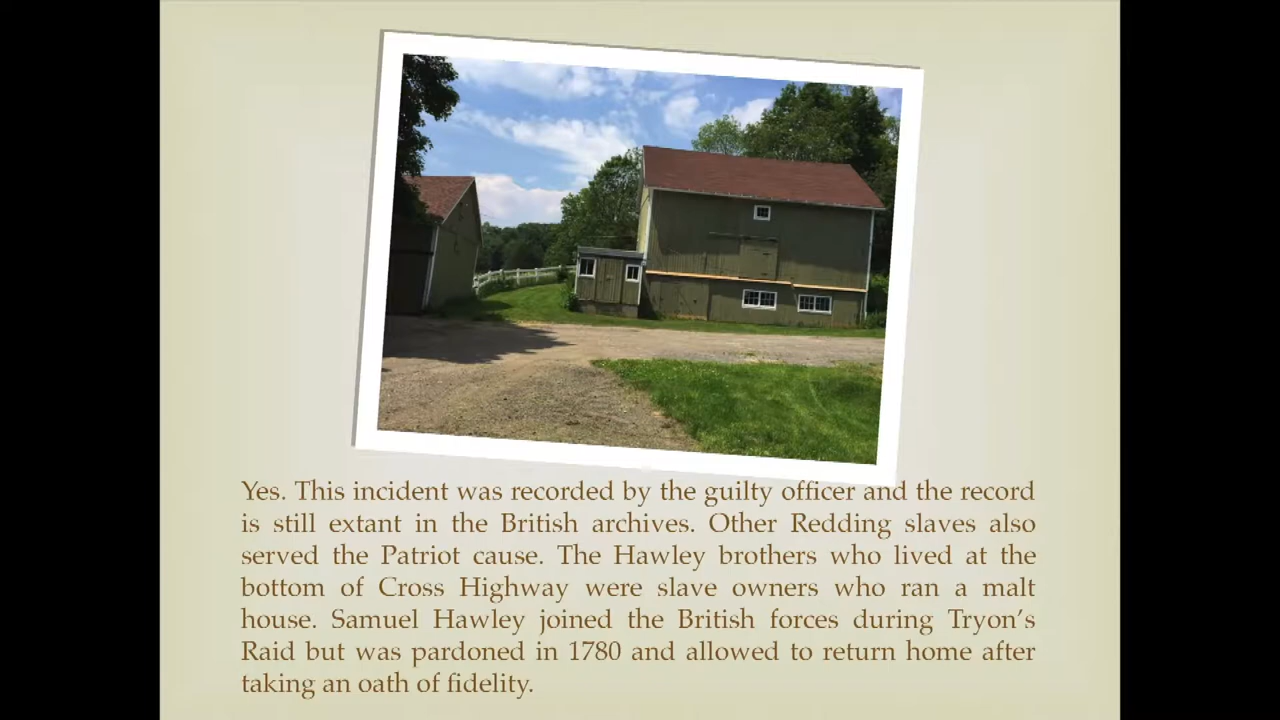 Yes. This incident was recorded by the guilty officer and the record
is still extant in the British archives. Other Redding slaves also
served the Patriot cause. The Hawley brothers who lived at the
bottom of Cross Highway were slave owners who ran a malt
house. Samuel Hawley joined the British forces during Tryon’s
Raid but was pardoned in 1780 and allowed to return home after
taking an oath of fidelity.